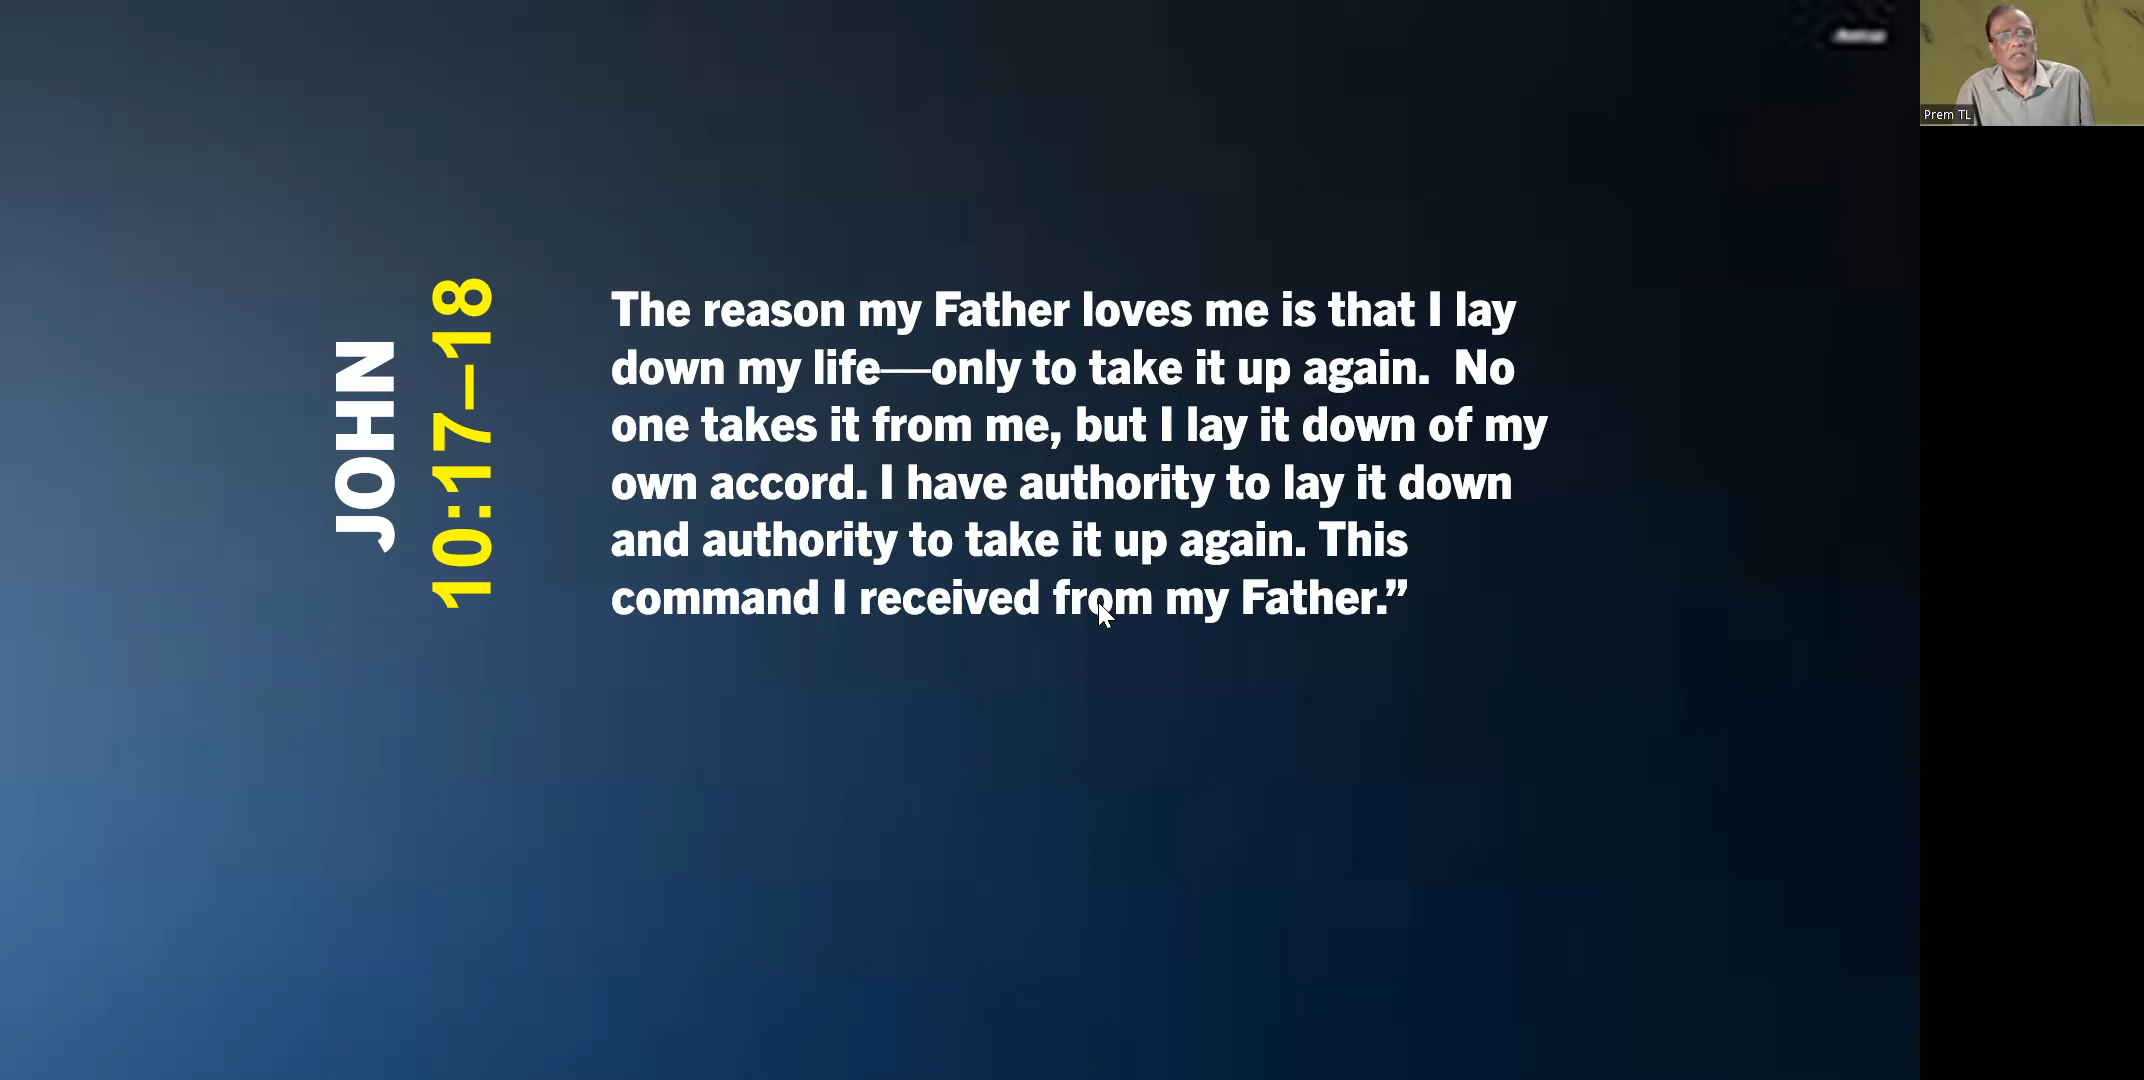 JOHN
10:17–18
The reason my Father loves me is that I lay
down my life—only to take it up again.  No
one takes it from me, but I lay it down of my
own accord. I have authority to lay it down
and authority to take it up again. This
command I received from my Father.”
Prem TL